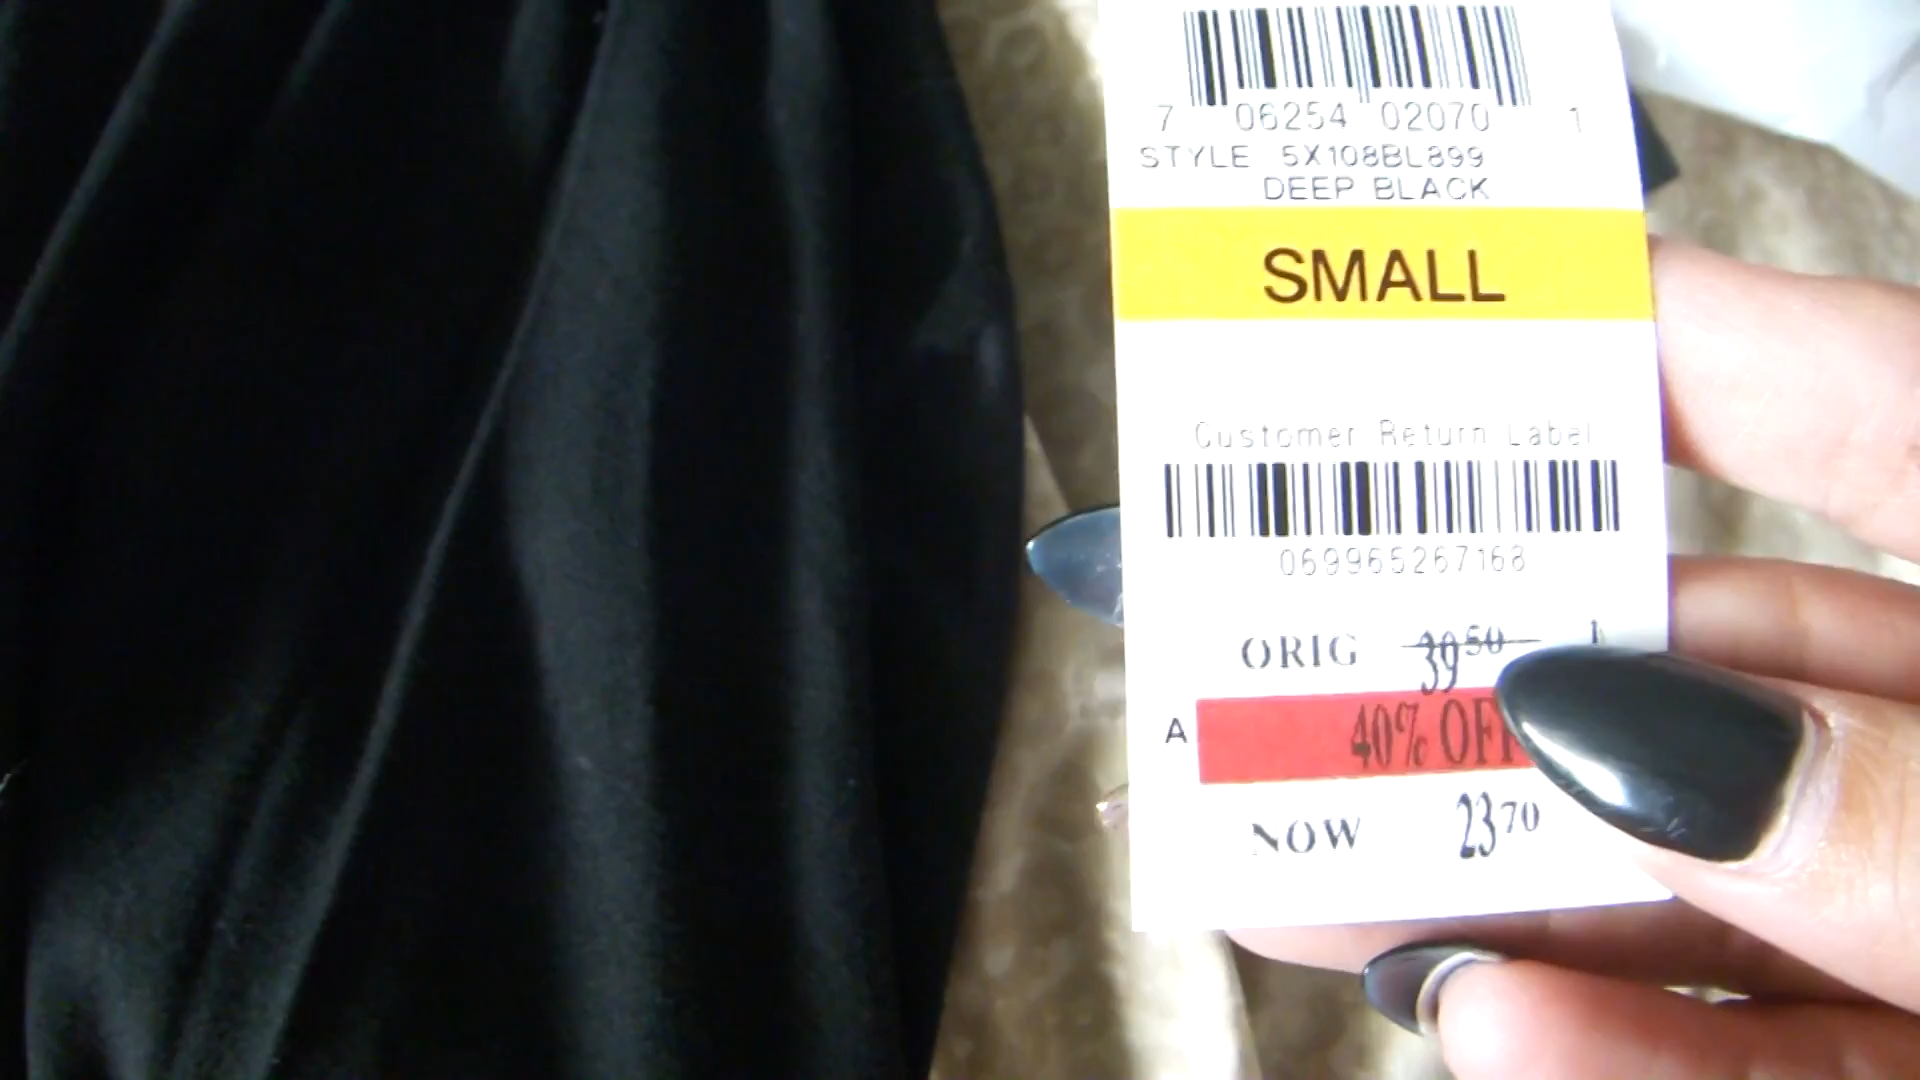 7 06254 02070 1
STYLE 5X108BL899
DEEP BLACK
SMALL
Customer Return Label
069965267168
ORIG 39.50 1
A 40% OFF
NOW 23.70